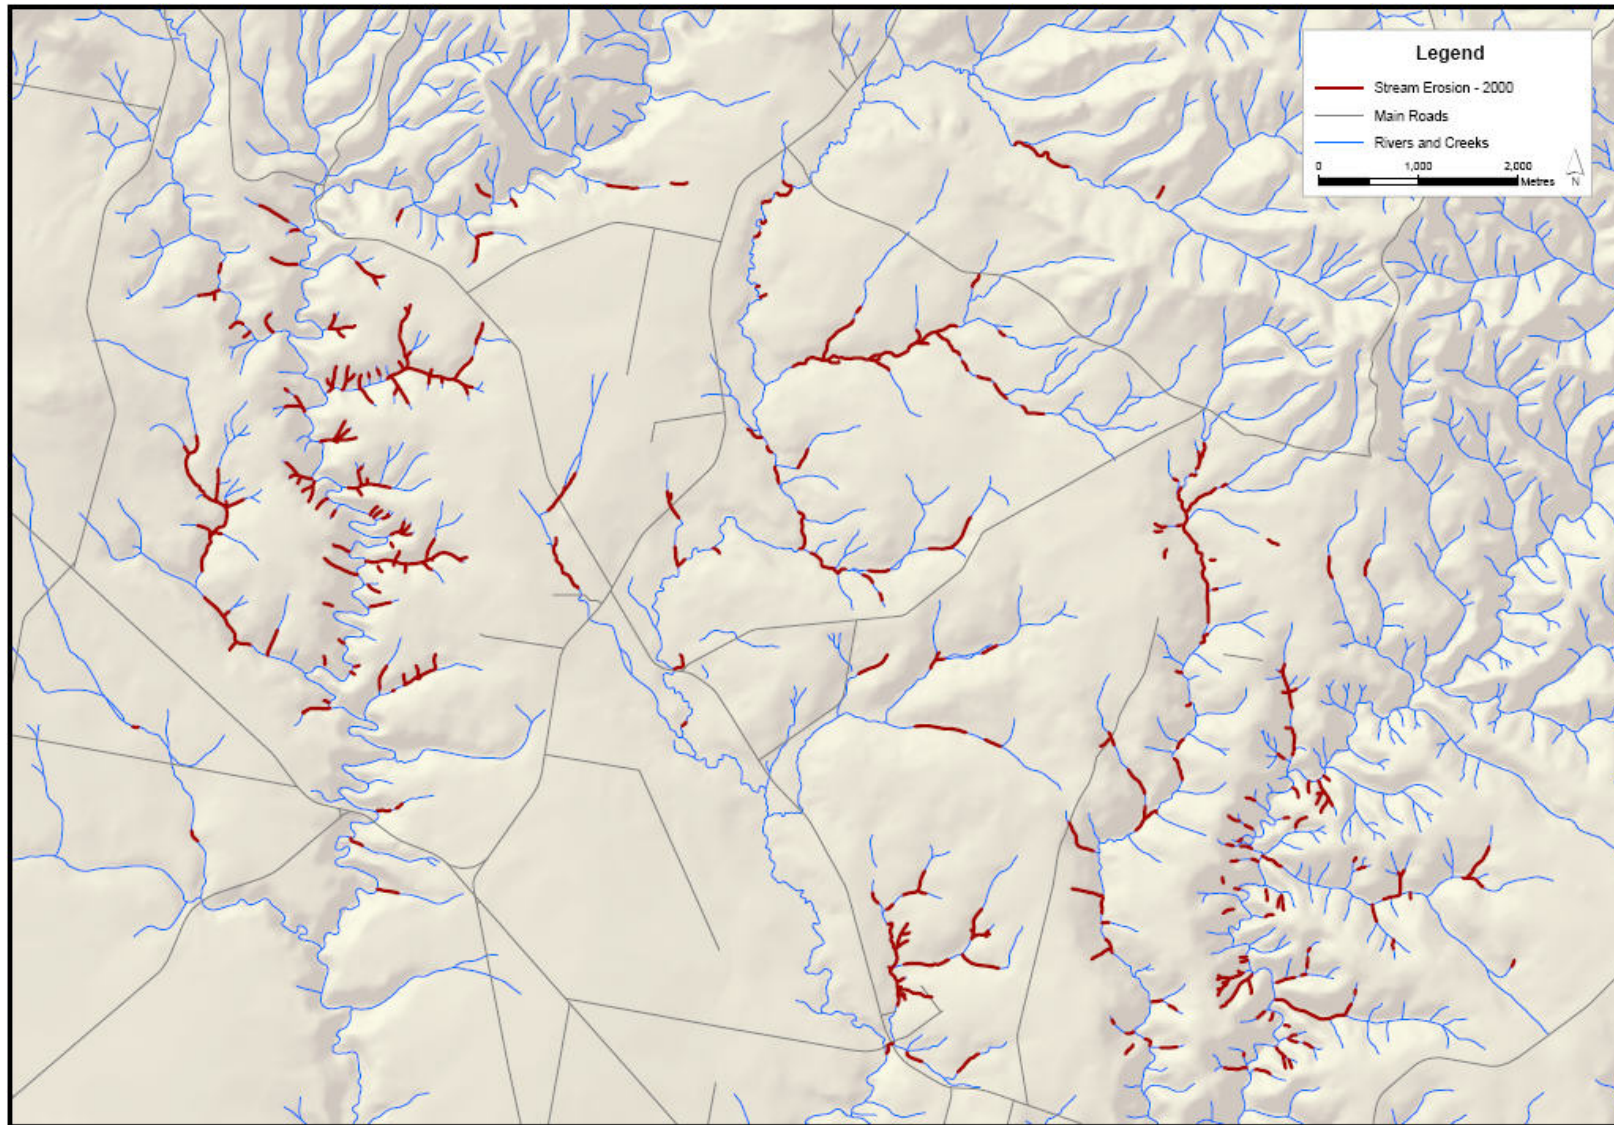 Legend
Stream Erosion - 2000
Main Roads
Rivers and Creeks
0 1,000 2,000
Metres
N